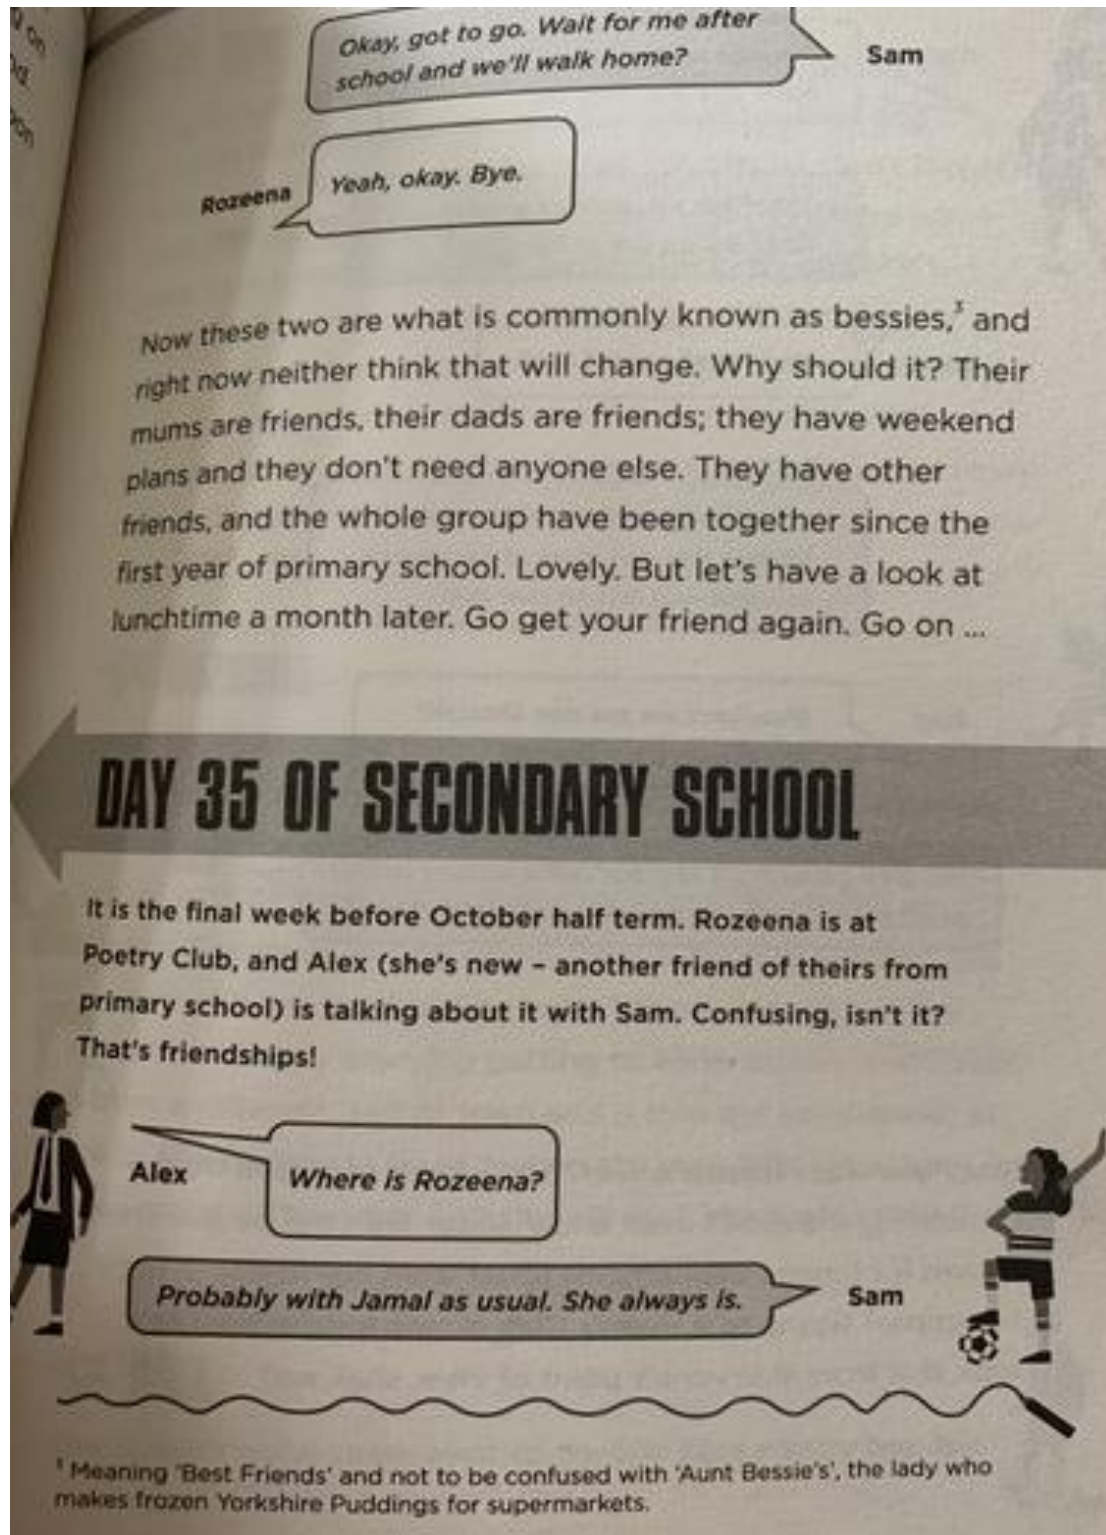 on
Okay, got to go. Wait for me after
school and we'll walk home?
Sam
Rozeena
Yeah, okay. Bye.
Now these two are what is commonly known as bessies,³ and
right now neither think that will change. Why should it? Their
mums are friends, their dads are friends; they have weekend
plans and they don't need anyone else. They have other
friends, and the whole group have been together since the
first year of primary school. Lovely. But let's have a look at
lunchtime a month later. Go get your friend again. Go on ...
DAY 35 OF SECONDARY SCHOOL
It is the final week before October half term. Rozeena is at
Poetry Club, and Alex (she's new – another friend of theirs from
primary school) is talking about it with Sam. Confusing, isn't it?
That's friendships!
Alex
Where is Rozeena?
Probably with Jamal as usual. She always is.
Sam
³ Meaning 'Best Friends' and not to be confused with 'Aunt Bessie's', the lady who
makes frozen Yorkshire Puddings for supermarkets.